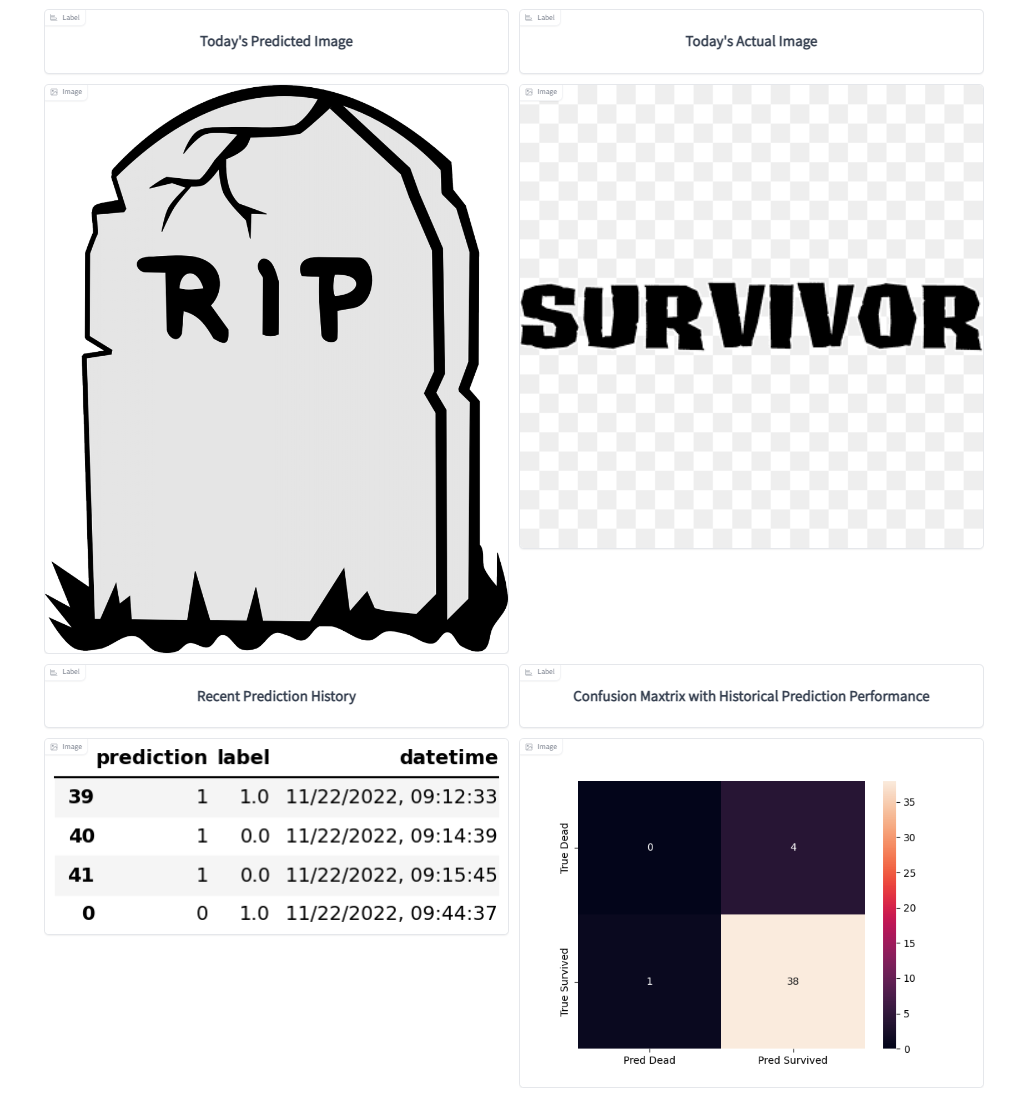 Label
Today's Predicted Image
Label
Today's Actual Image
Image
RIP
Image
SURVIVOR
Label
Recent Prediction History
Label
Confusion Maxtrix with Historical Prediction Performance
Image
prediction label datetime
39 1 1.0 11/22/2022, 09:12:33
40 1 0.0 11/22/2022, 09:14:39
41 1 0.0 11/22/2022, 09:15:45
0 0 1.0 11/22/2022, 09:44:37
Image
True Dead
0 4
True Survived
1 38
Pred Dead Pred Survived
35
30
25
20
15
10
5
0